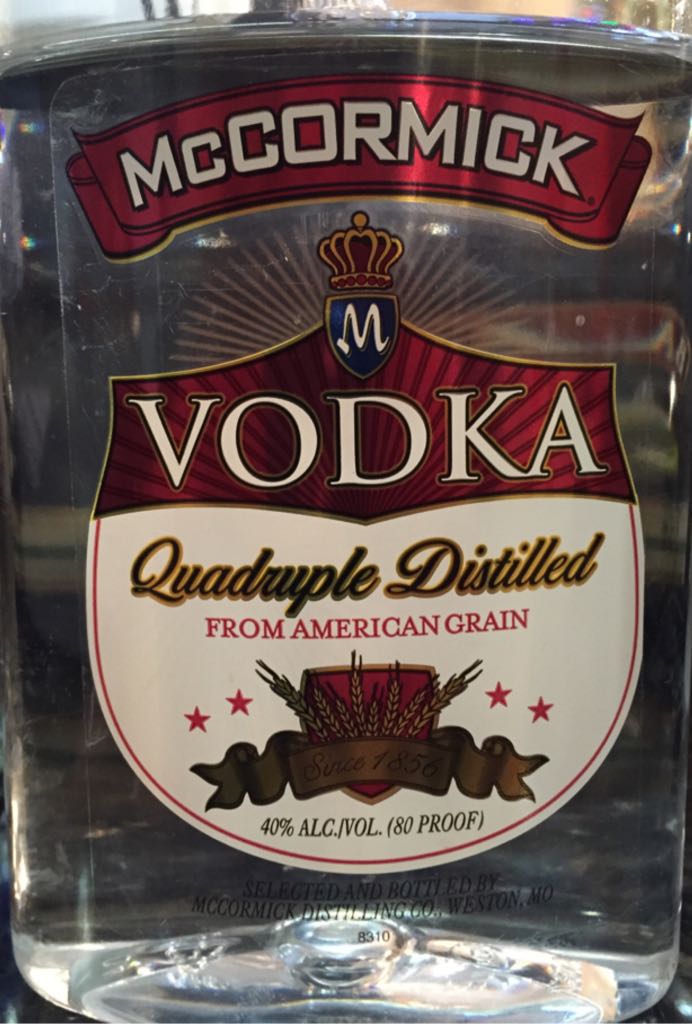 McCORMICK
M
VODKA
Quadruple Distilled
FROM AMERICAN GRAIN
Since 1856
40% ALC./VOL. (80 PROOF)
SELECTED AND BOTTLED BY
MCCORMICK DISTILLING CO., WESTON, MO
8310